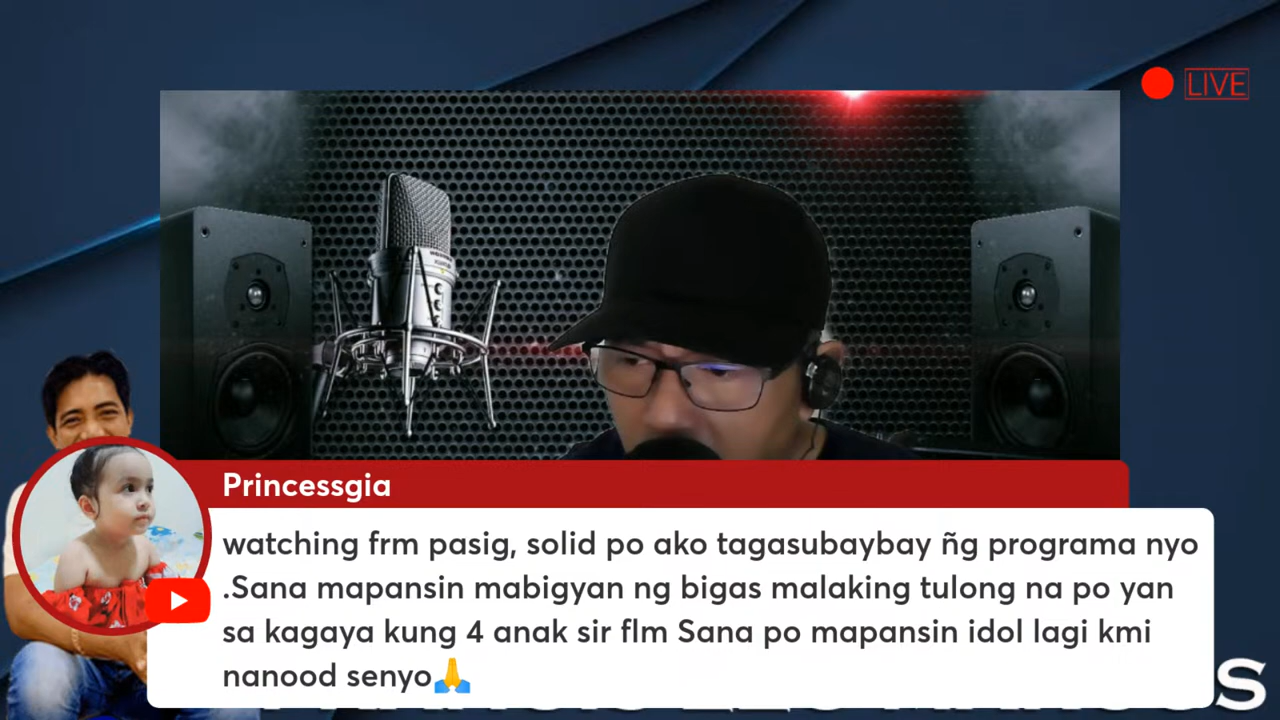 LIVE
Princessgia
watching frm pasig, solid po ako tagasubaybay ñg programa nyo
.Sana mapansin mabigyan ng bigas malaking tulong na po yan
sa kagaya kung 4 anak sir flm Sana po mapansin idol lagi kmi
nanood senyo🙏